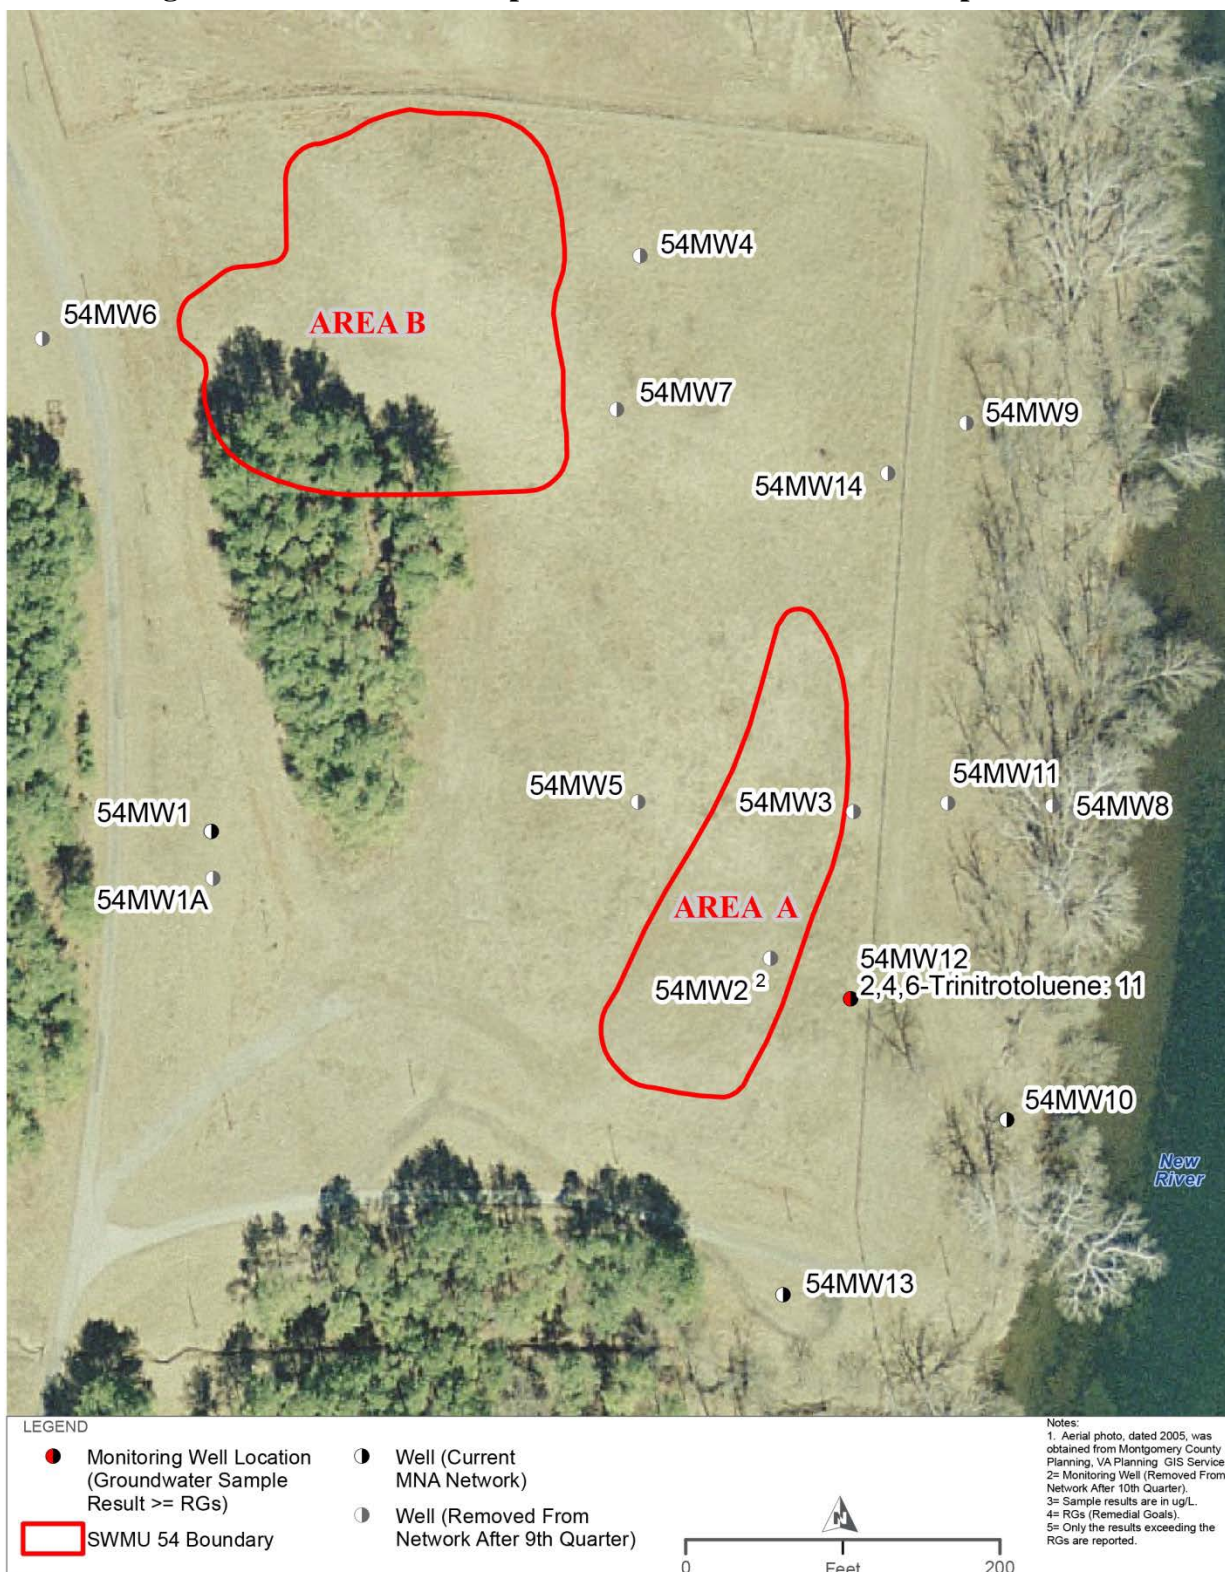 54MW4
54MW6
AREA B
54MW7
54MW9
54MW14
54MW11
54MW5
54MW3
54MW8
54MW1
54MW1A
AREA A
54MW12
2,4,6-Trinitrotoluene: 11
54MW2 2
54MW10
New
River
54MW13
LEGEND
Monitoring Well Location
(Groundwater Sample
Result >= RGs)
SWMU 54 Boundary
Well (Current
MNA Network)
Well (Removed From
Network After 9th Quarter)
N
0
200
Feet
Notes:
1. Aerial photo, dated 2005, was
obtained from Montgomery County
Planning, VA Planning GIS Service
2= Monitoring Well (Removed From
Network After 10th Quarter).
3= Sample results are in ug/L.
4= RGs (Remedial Goals).
5= Only the results exceeding the
RGs are reported.